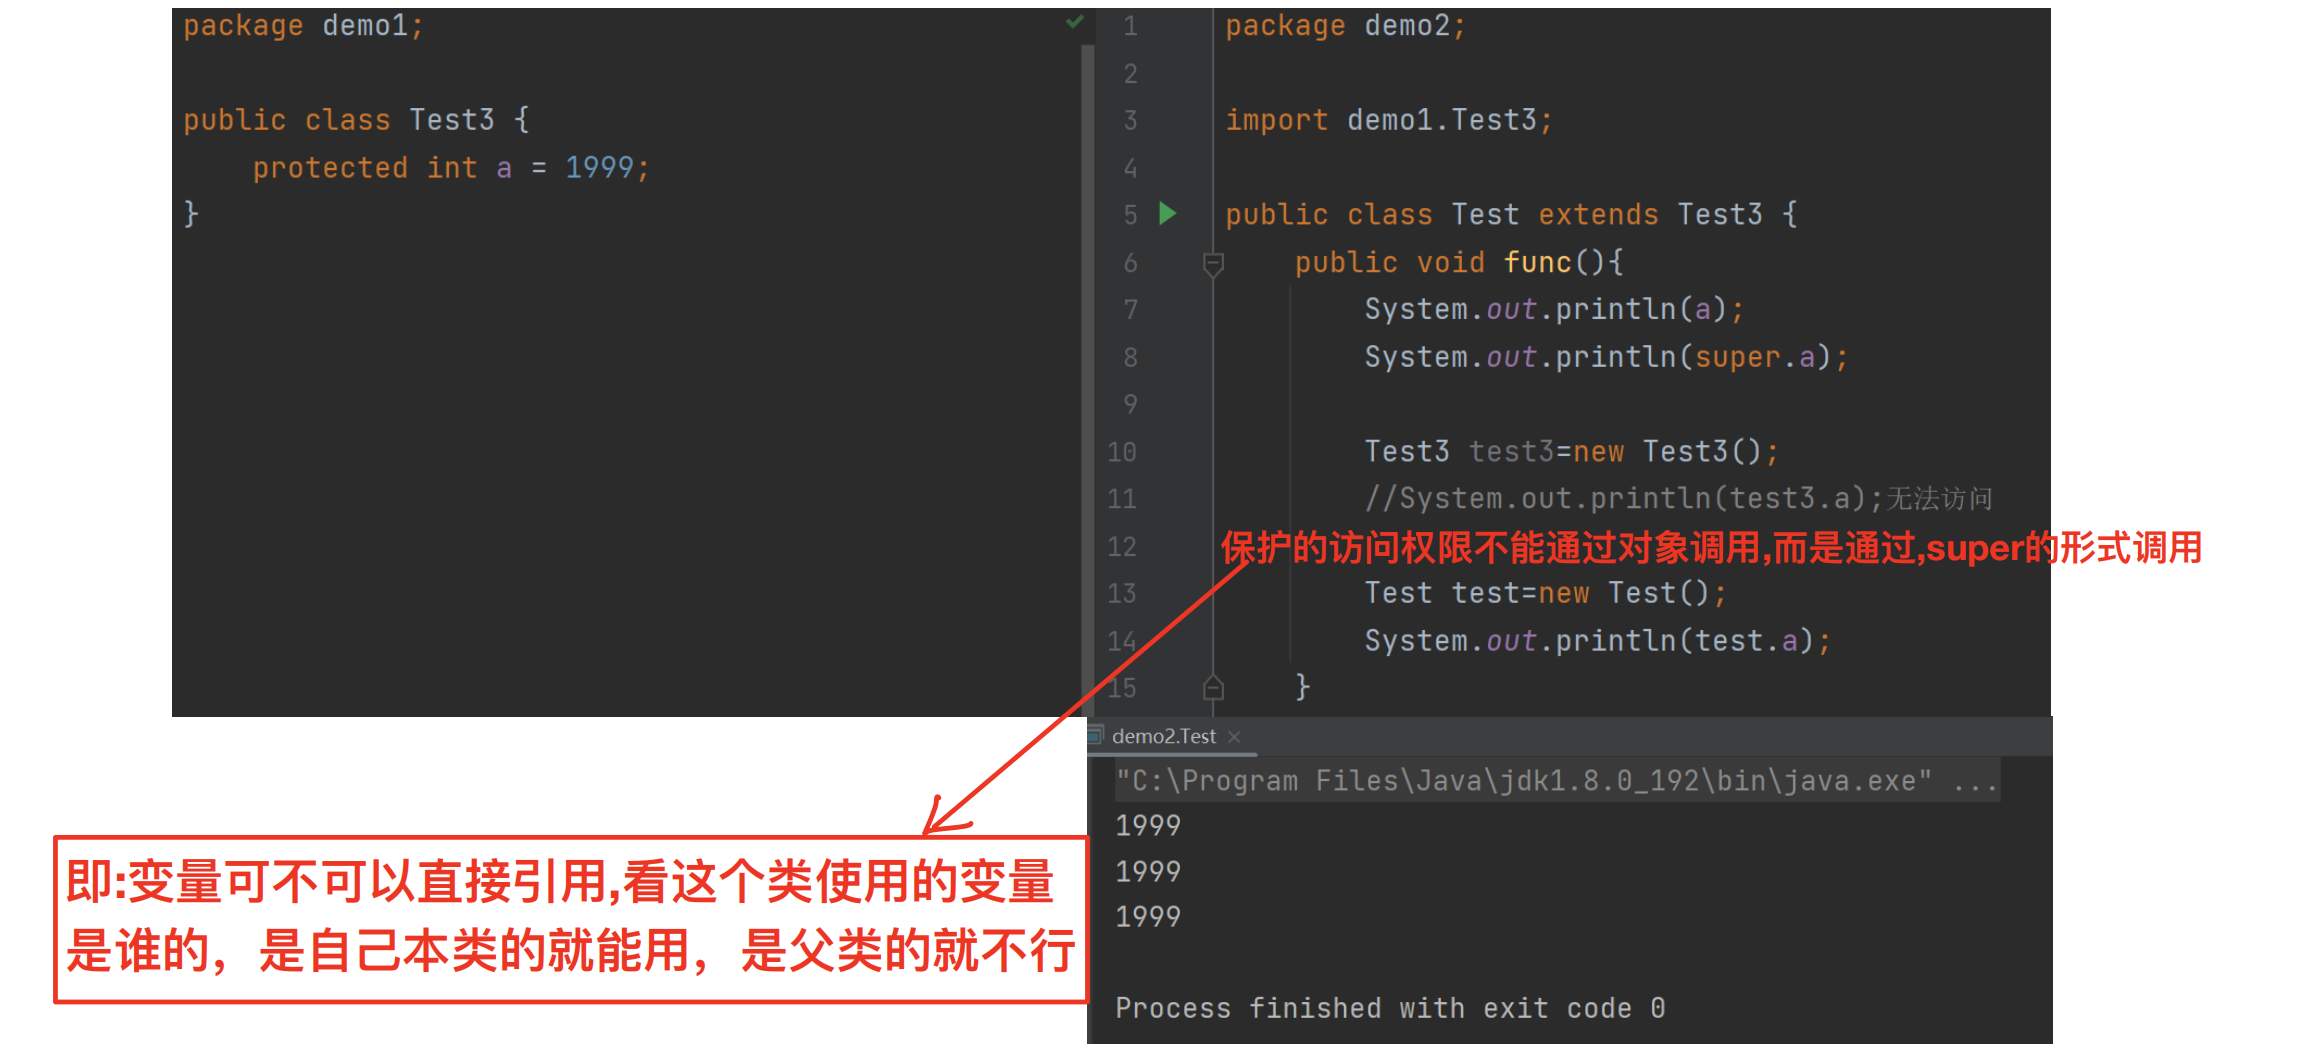 package demo1;
public class Test3 {
protected int a = 1999;
}
1 package demo2;
2
3 import demo1.Test3;
4
5 public class Test extends Test3 {
6 public void func(){
7 System.out.println(a);
8 System.out.println(super.a);
9
10 Test3 test3=new Test3();
11 //System.out.println(test3.a);无法访问
12 保护的访问权限不能通过对象调用,而是通过,super的形式调用
13 Test test=new Test();
14 System.out.println(test.a);
15 }
demo2.Test ×
"C:\Program Files\Java\jdk1.8.0_192\bin\java.exe" ...
1999
1999
1999
Process finished with exit code 0
即:变量可不可以直接引用,看这个类使用的变量
是谁的，是自己本类的就能用，是父类的就不行